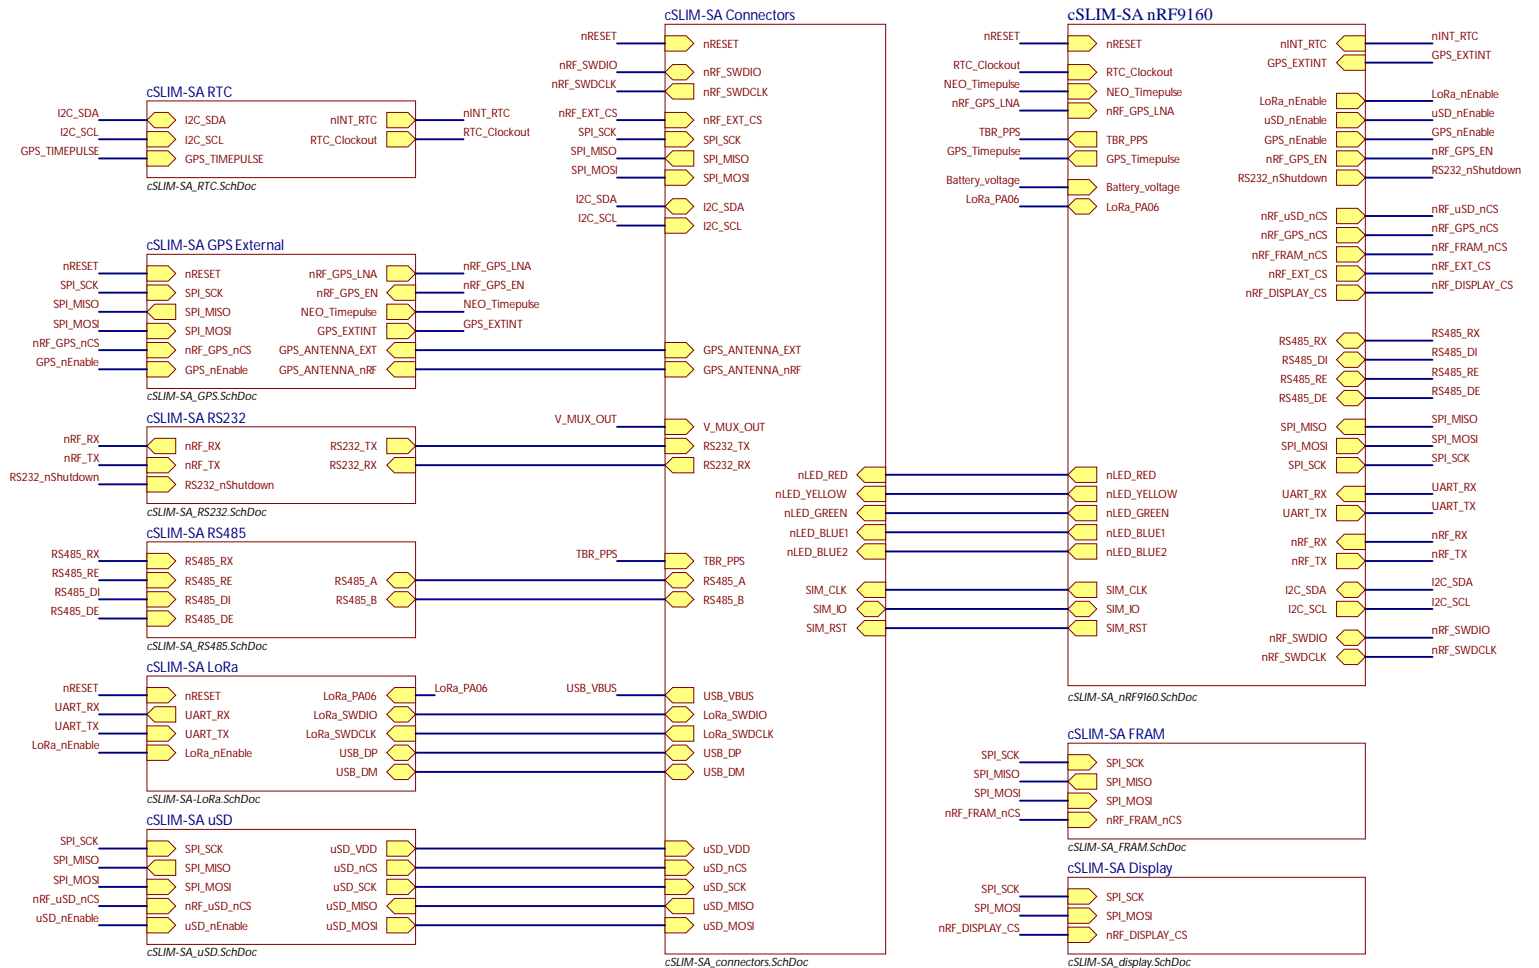 cSLIM-SA RTC
I2C_SDA
I2C_SCL
GPS_TIMEPULSE
I2C_SDA
I2C_SCL
GPS_TIMEPULSE
nINT_RTC
RTC_Clockout
nINT_RTC
RTC_Clockout
cSLIM-SA_RTC.SchDoc
cSLIM-SA GPS External
nRESET
SPI_SCK
SPI_MISO
SPI_MOSI
nRF_GPS_nCS
GPS_nEnable
nRESET
SPI_SCK
SPI_MISO
SPI_MOSI
nRF_GPS_nCS
GPS_nEnable
nRF_GPS_LNA
nRF_GPS_EN
NEO_Timepulse
GPS_EXTINT
GPS_ANTENNA_EXT
GPS_ANTENNA_nRF
nRF_GPS_LNA
nRF_GPS_EN
NEO_Timepulse
GPS_EXTINT
cSLIM-SA_GPS.SchDoc
cSLIM-SA RS232
nRF_RX
nRF_TX
RS232_nShutdown
nRF_RX
nRF_TX
RS232_nShutdown
RS232_TX
RS232_RX
cSLIM-SA_RS232.SchDoc
cSLIM-SA RS485
RS485_RX
RS485_RE
RS485_DI
RS485_DE
RS485_RX
RS485_RE
RS485_DI
RS485_DE
RS485_A
RS485_B
cSLIM-SA_RS485.SchDoc
cSLIM-SA LoRa
nRESET
UART_RX
UART_TX
LoRa_nEnable
nRESET
UART_RX
UART_TX
LoRa_nEnable
LoRa_PA06
LoRa_SWDIO
LoRa_SWDCLK
USB_DP
USB_DM
LoRa_PA06
cSLIM-SA-LoRa.SchDoc
cSLIM-SA uSD
SPI_SCK
SPI_MISO
SPI_MOSI
nRF_uSD_nCS
uSD_nEnable
SPI_SCK
SPI_MISO
SPI_MOSI
nRF_uSD_nCS
uSD_nEnable
uSD_VDD
uSD_nCS
uSD_SCK
uSD_MISO
uSD_MOSI
cSLIM-SA_uSD.SchDoc
cSLIM-SA Connectors
nRESET
nRF_SWDIO
nRF_SWDCLK
nRF_EXT_CS
SPI_SCK
SPI_MISO
SPI_MOSI
I2C_SDA
I2C_SCL
V_MUX_OUT
TBR_PPS
USB_VBUS
nRESET
nRF_SWDIO
nRF_SWDCLK
nRF_EXT_CS
SPI_SCK
SPI_MISO
SPI_MOSI
I2C_SDA
I2C_SCL
GPS_ANTENNA_EXT
GPS_ANTENNA_nRF
V_MUX_OUT
RS232_TX
RS232_RX
TBR_PPS
RS485_A
RS485_B
USB_VBUS
LoRa_SWDIO
LoRa_SWDCLK
USB_DP
USB_DM
uSD_VDD
uSD_nCS
uSD_SCK
uSD_MISO
uSD_MOSI
nLED_RED
nLED_YELLOW
nLED_GREEN
nLED_BLUE1
nLED_BLUE2
SIM_CLK
SIM_IO
SIM_RST
cSLIM-SA_connectors.SchDoc
cSLIM-SA nRF9160
nRESET
RTC_Clockout
NEO_Timepulse
nRF_GPS_LNA
TBR_PPS
GPS_Timepulse
Battery_voltage
LoRa_PA06
nRESET
RTC_Clockout
NEO_Timepulse
nRF_GPS_LNA
TBR_PPS
GPS_Timepulse
Battery_voltage
LoRa_PA06
nLED_RED
nLED_YELLOW
nLED_GREEN
nLED_BLUE1
nLED_BLUE2
SIM_CLK
SIM_IO
SIM_RST
nINT_RTC
GPS_EXTINT
LoRa_nEnable
uSD_nEnable
GPS_nEnable
nRF_GPS_EN
RS232_nShutdown
nRF_uSD_nCS
nRF_GPS_nCS
nRF_FRAM_nCS
nRF_EXT_CS
nRF_DISPLAY_CS
RS485_RX
RS485_DI
RS485_RE
RS485_DE
SPI_MISO
SPI_MOSI
SPI_SCK
UART_RX
UART_TX
nRF_RX
nRF_TX
I2C_SDA
I2C_SCL
nRF_SWDIO
nRF_SWDCLK
nINT_RTC
GPS_EXTINT
LoRa_nEnable
uSD_nEnable
GPS_nEnable
nRF_GPS_EN
RS232_nShutdown
nRF_uSD_nCS
nRF_GPS_nCS
nRF_FRAM_nCS
nRF_EXT_CS
nRF_DISPLAY_CS
RS485_RX
RS485_DI
RS485_RE
RS485_DE
SPI_MISO
SPI_MOSI
SPI_SCK
UART_RX
UART_TX
nRF_RX
nRF_TX
I2C_SDA
I2C_SCL
nRF_SWDIO
nRF_SWDCLK
cSLIM-SA_nRF9160.SchDoc
cSLIM-SA FRAM
SPI_SCK
SPI_MISO
SPI_MOSI
nRF_FRAM_nCS
SPI_SCK
SPI_MISO
SPI_MOSI
nRF_FRAM_nCS
cSLIM-SA_FRAM.SchDoc
cSLIM-SA Display
SPI_SCK
SPI_MOSI
nRF_DISPLAY_CS
SPI_SCK
SPI_MOSI
nRF_DISPLAY_CS
cSLIM-SA_display.SchDoc